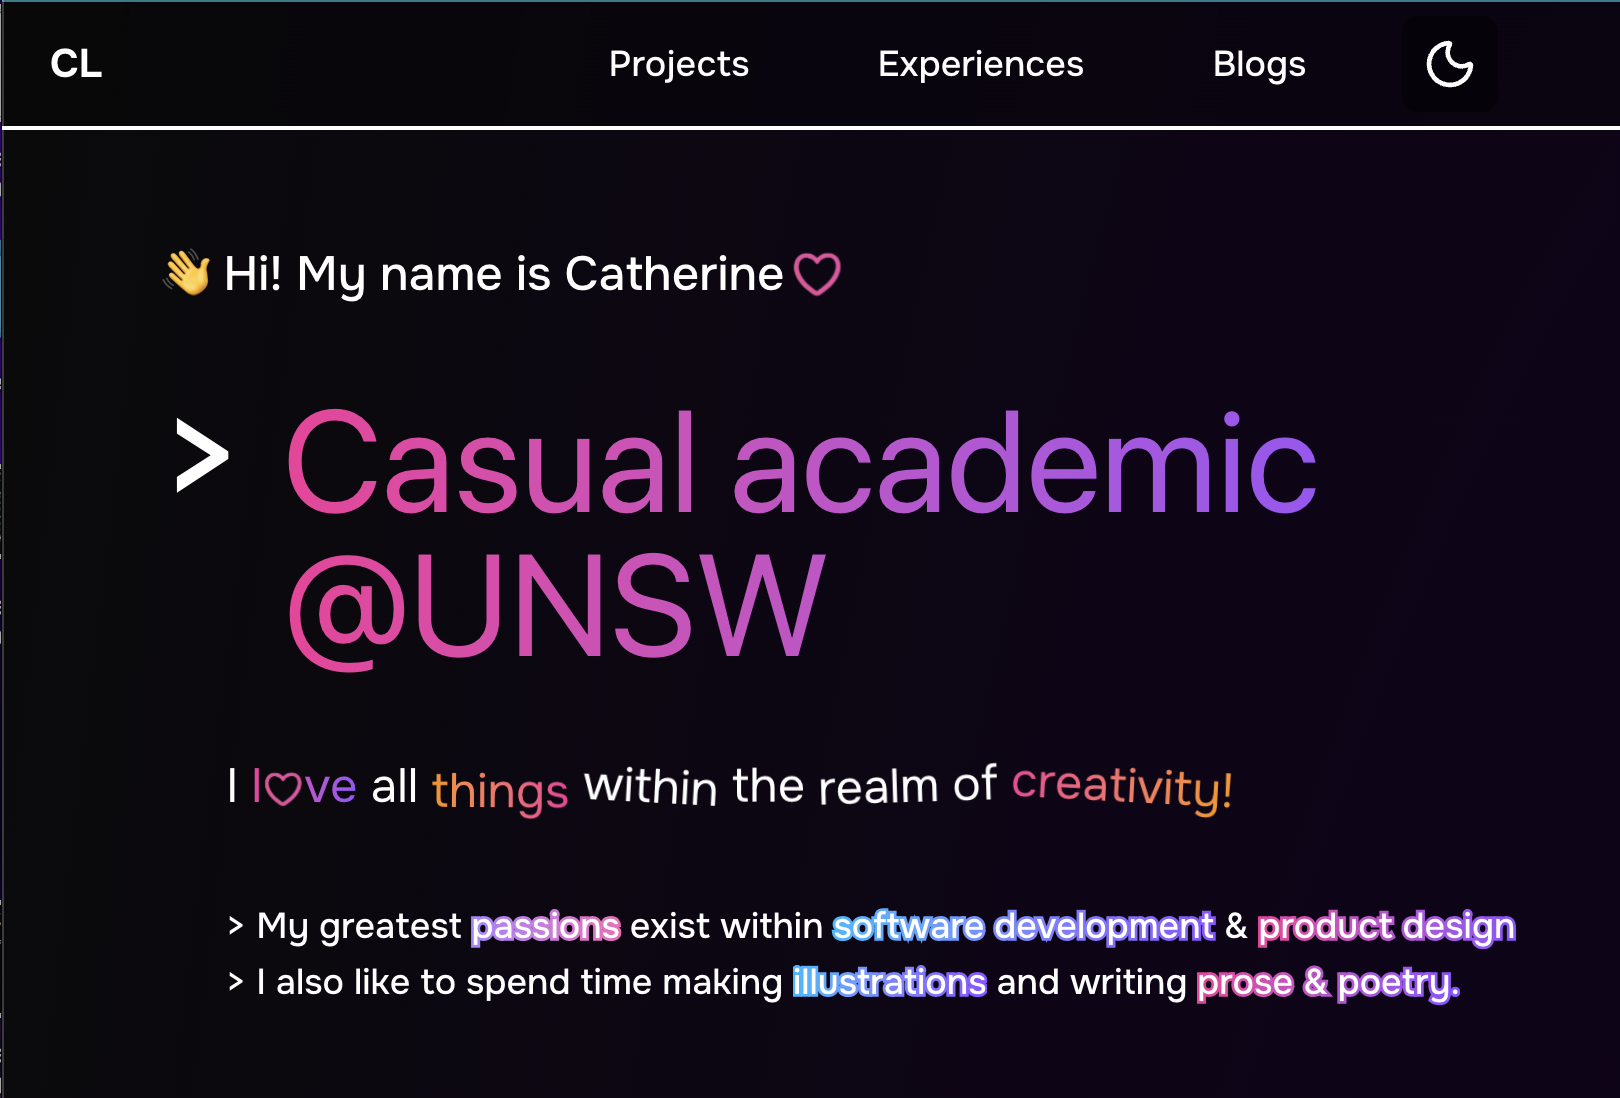 CL
Projects
Experiences
Blogs
👋 Hi! My name is Catherine ♡
> Casual academic
@UNSW
I l♡ve all things within the realm of creativity!
> My greatest passions exist within software development & product design
> I also like to spend time making illustrations and writing prose & poetry.